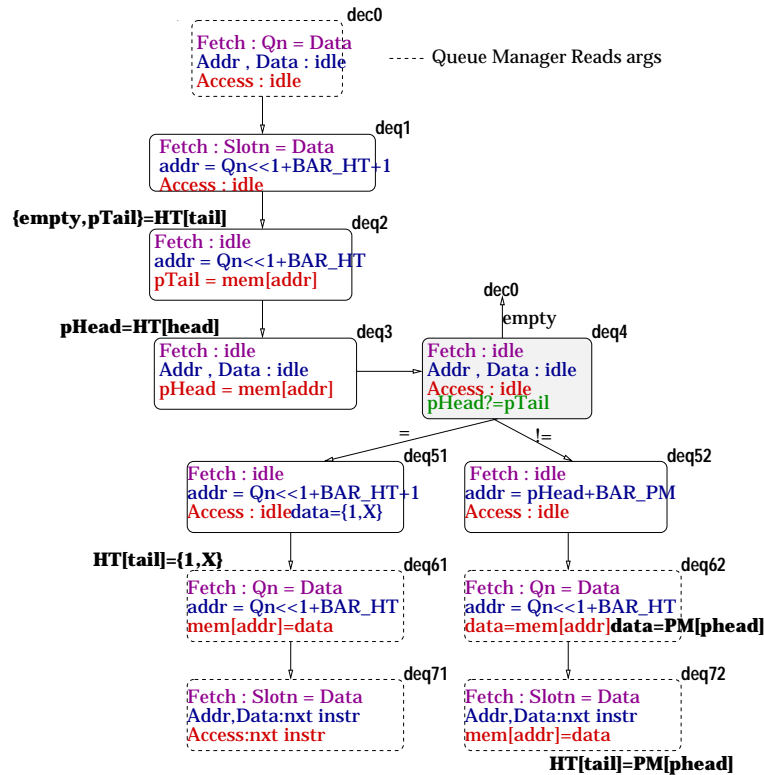 dec0
Fetch : Qn = Data
Addr , Data : idle
Access : idle
Queue Manager Reads args
deq1
Fetch : Slotn = Data
addr = Qn<<1+BAR_HT+1
Access : idle
{empty,pTail}=HT[tail]
deq2
Fetch : idle
addr = Qn<<1+BAR_HT
pTail = mem[addr]
pHead=HT[head]
deq3
Fetch : idle
Addr , Data : idle
pHead = mem[addr]
dec0
empty
deq4
Fetch : idle
Addr , Data : idle
Access : idle
pHead?=pTail
=
!=
deq51
Fetch : idle
addr = Qn<<1+BAR_HT+1
Access : idledata={1,X}
deq52
Fetch : idle
addr = pHead+BAR_PM
Access : idle
HT[tail]={1,X}
deq61
Fetch : Qn = Data
addr = Qn<<1+BAR_HT
mem[addr]=data
deq62
Fetch : Qn = Data
addr = Qn<<1+BAR_HT
data=mem[addr]data=PM[phead]
deq71
Fetch : Slotn = Data
Addr,Data:nxt instr
Access:nxt instr
deq72
Fetch : Slotn = Data
Addr,Data:nxt instr
mem[addr]=data
HT[tail]=PM[phead]